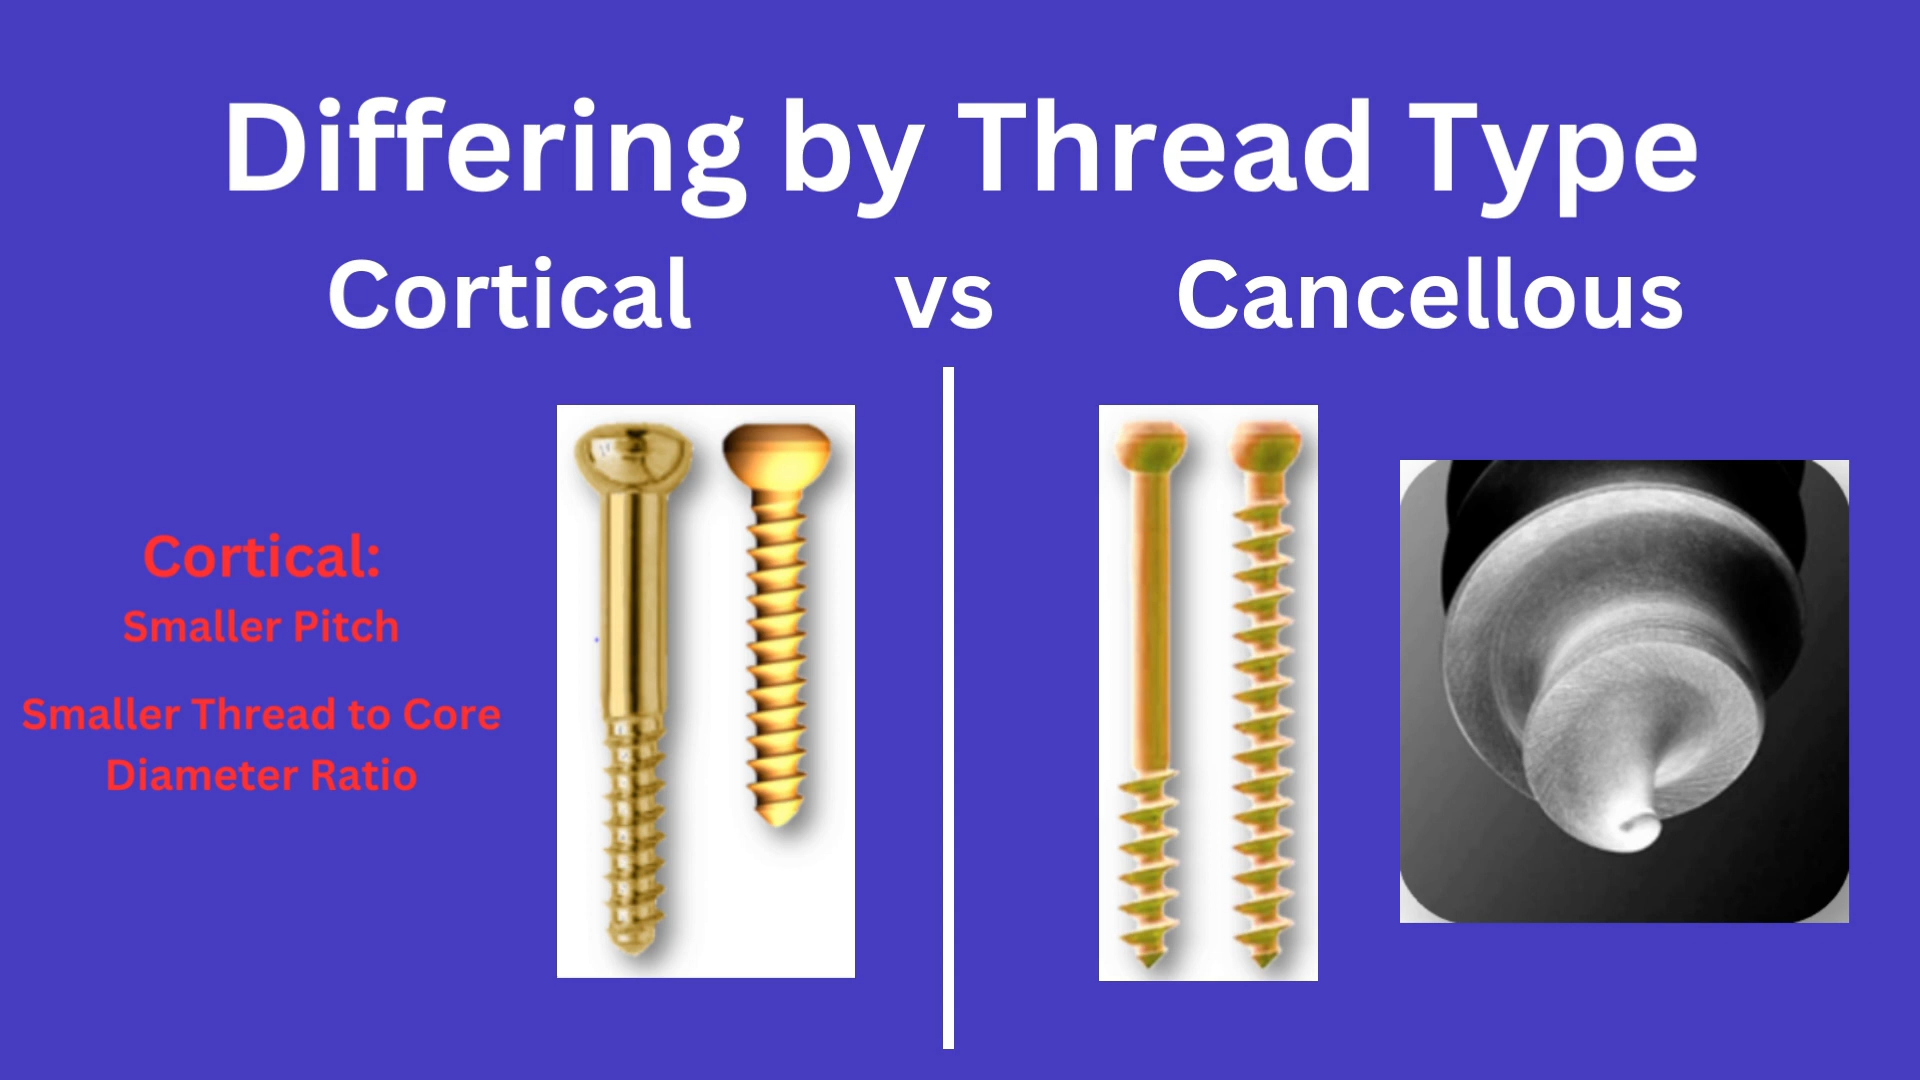 Differing by Thread Type
Cortical vs Cancellous
Cortical:
Smaller Pitch
Smaller Thread to Core
Diameter Ratio